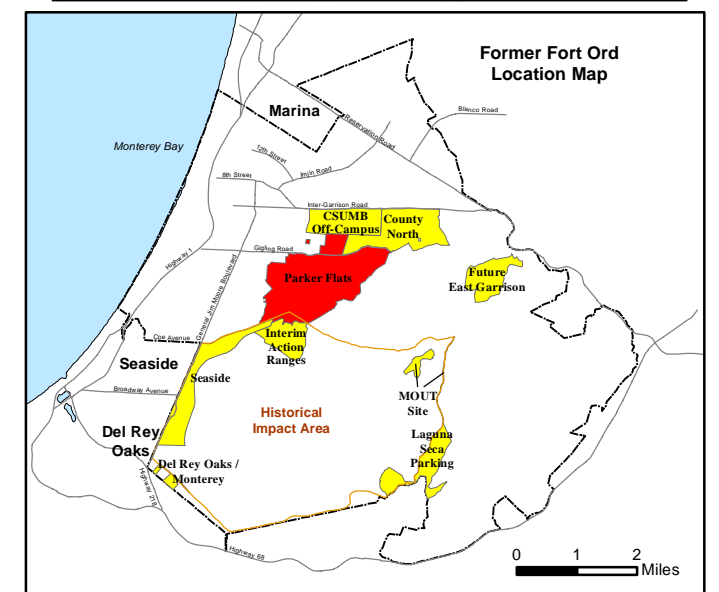 Former Fort Ord
Location Map
Marina
Blanco Road
Reservation Road
Monterey Bay
12th Street
Imjin Road
8th Street
Inter-Garrison Road
CSUMB
Off-Campus
County
North
Gigling Road
Highway 1
General Jim Moore Boulevard
Parker Flats
Future
East Garrison
Coe Avenue
Interim
Action
Ranges
Seaside
Seaside
Broadway Avenue
MOUT
Site
Historical
Impact Area
Del Rey
Oaks
Laguna
Seca
Parking
Del Rey Oaks /
Monterey
Highway 218
Highway 68
0 1 2
Miles